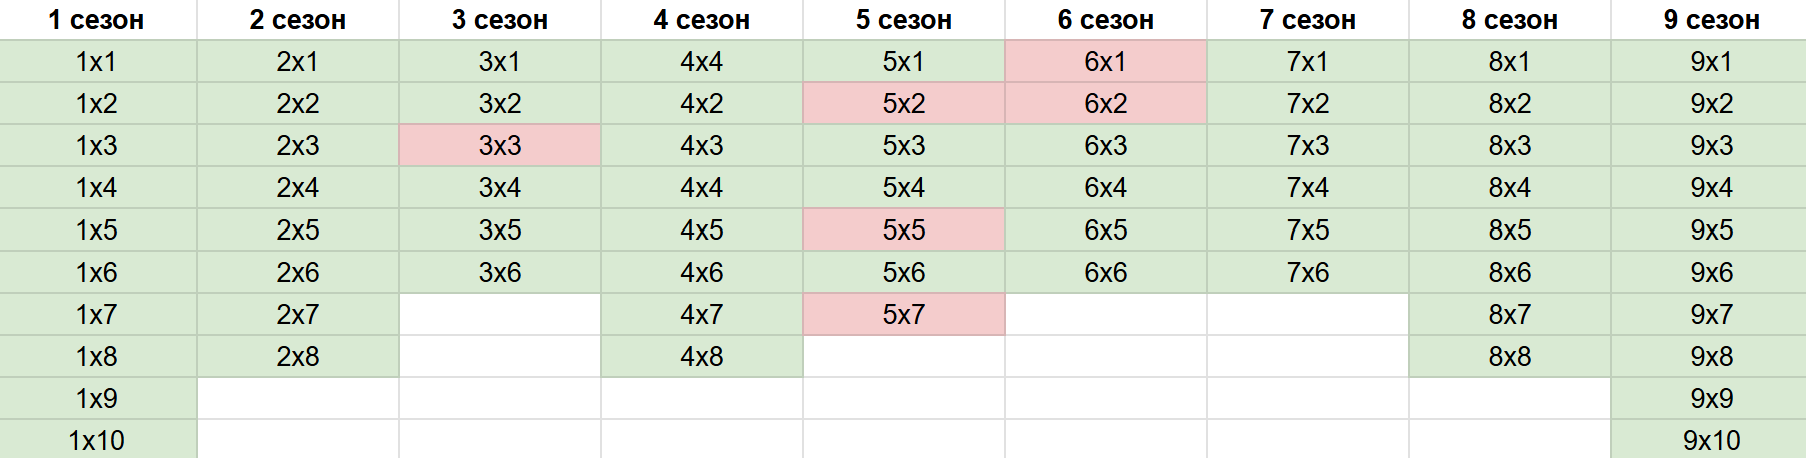 1 сезон 2 сезон 3 сезон 4 сезон 5 сезон 6 сезон 7 сезон 8 сезон 9 сезон
1x1 2x1 3x1 4x4 5x1 6x1 7x1 8x1 9x1
1x2 2x2 3x2 4x2 5x2 6x2 7x2 8x2 9x2
1x3 2x3 3x3 4x3 5x3 6x3 7x3 8x3 9x3
1x4 2x4 3x4 4x4 5x4 6x4 7x4 8x4 9x4
1x5 2x5 3x5 4x5 5x5 6x5 7x5 8x5 9x5
1x6 2x6 3x6 4x6 5x6 6x6 7x6 8x6 9x6
1x7 2x7 4x7 5x7 8x7 9x7
1x8 2x8 4x8 8x8 9x8
1x9 9x9
1x10 9x10